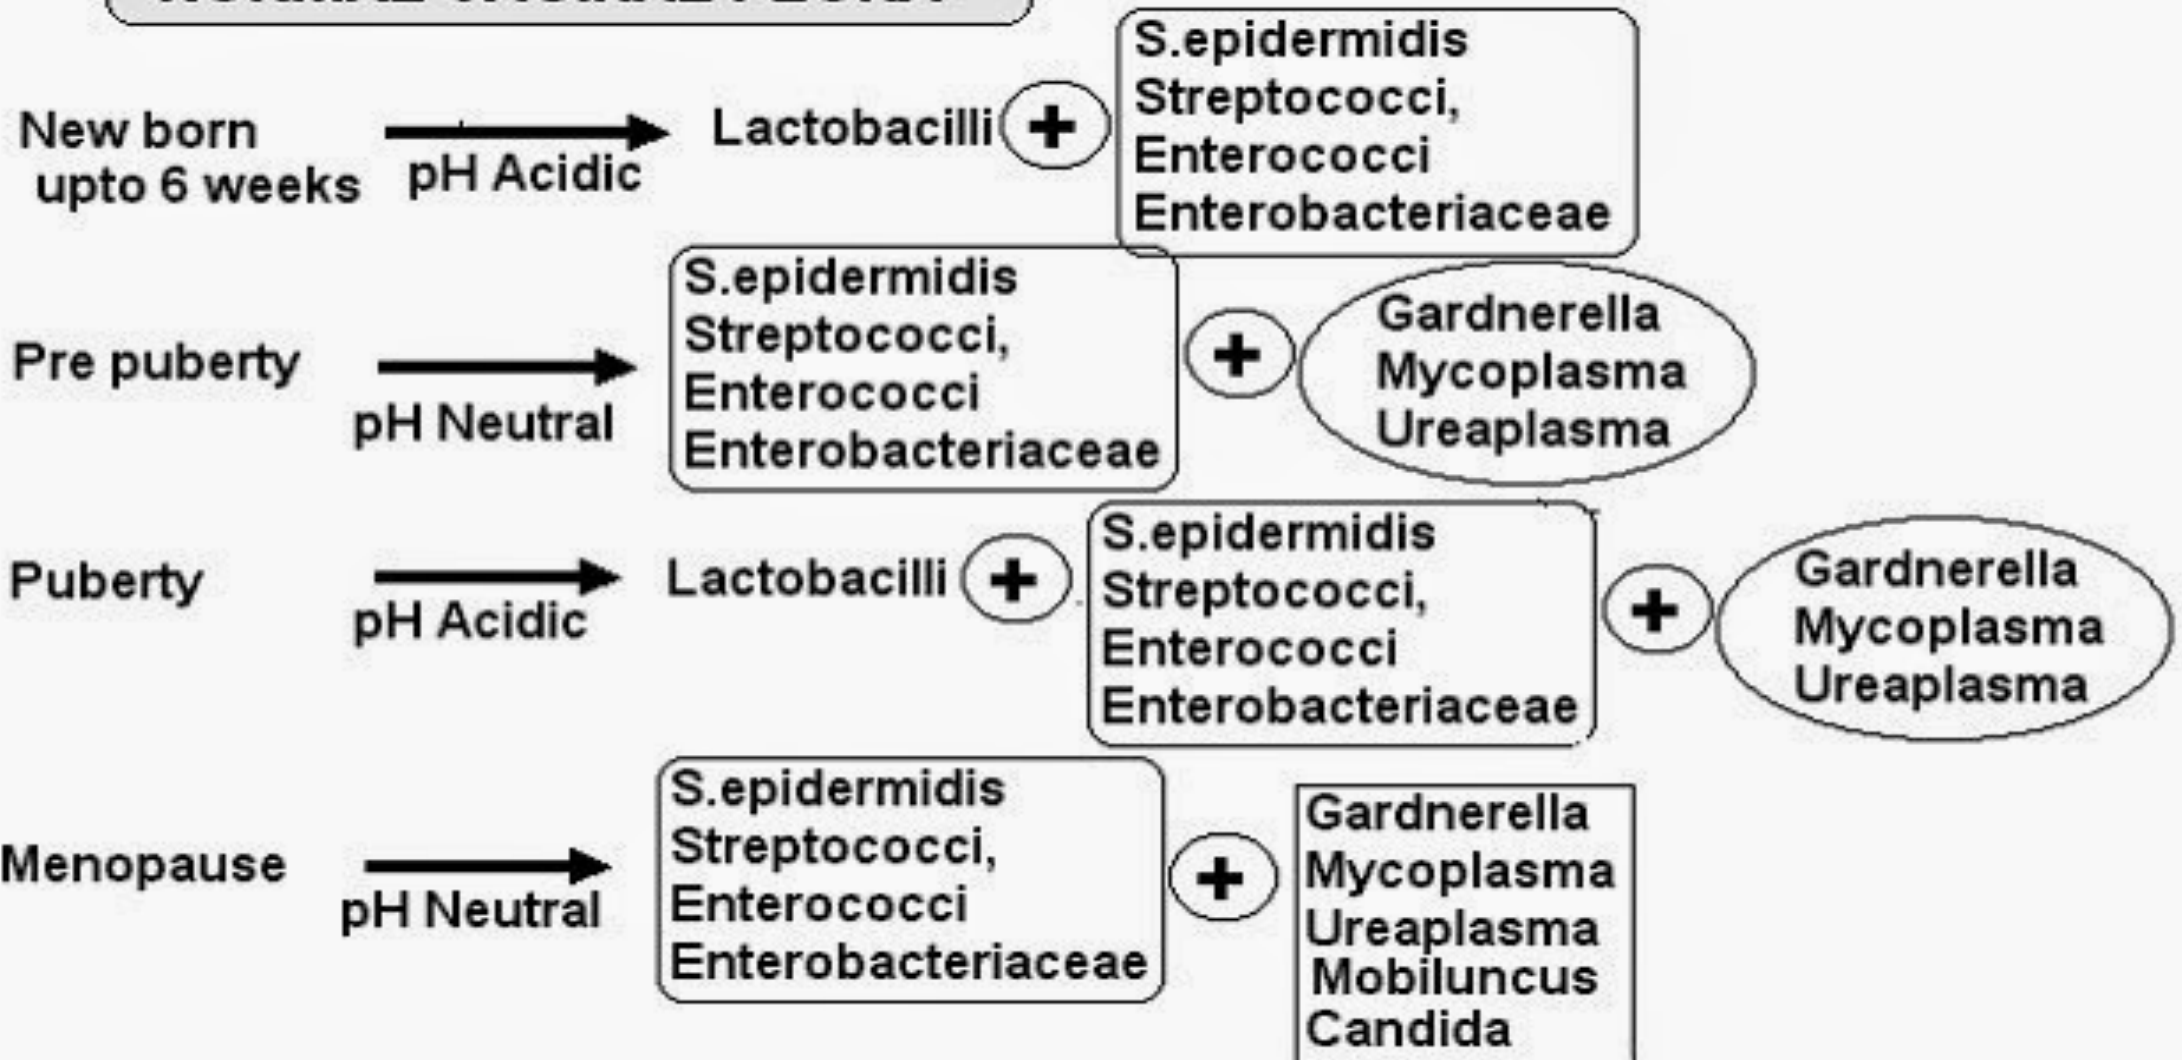 New born
upto 6 weeks
pH Acidic
Lactobacilli +
S.epidermidis
Streptococci,
Enterococci
Enterobacteriaceae
Pre puberty
pH Neutral
S.epidermidis
Streptococci,
Enterococci
Enterobacteriaceae
+
Gardnerella
Mycoplasma
Ureaplasma
Puberty
pH Acidic
Lactobacilli +
S.epidermidis
Streptococci,
Enterococci
Enterobacteriaceae
+
Gardnerella
Mycoplasma
Ureaplasma
Menopause
pH Neutral
S.epidermidis
Streptococci,
Enterococci
Enterobacteriaceae
+
Gardnerella
Mycoplasma
Ureaplasma
Mobiluncus
Candida